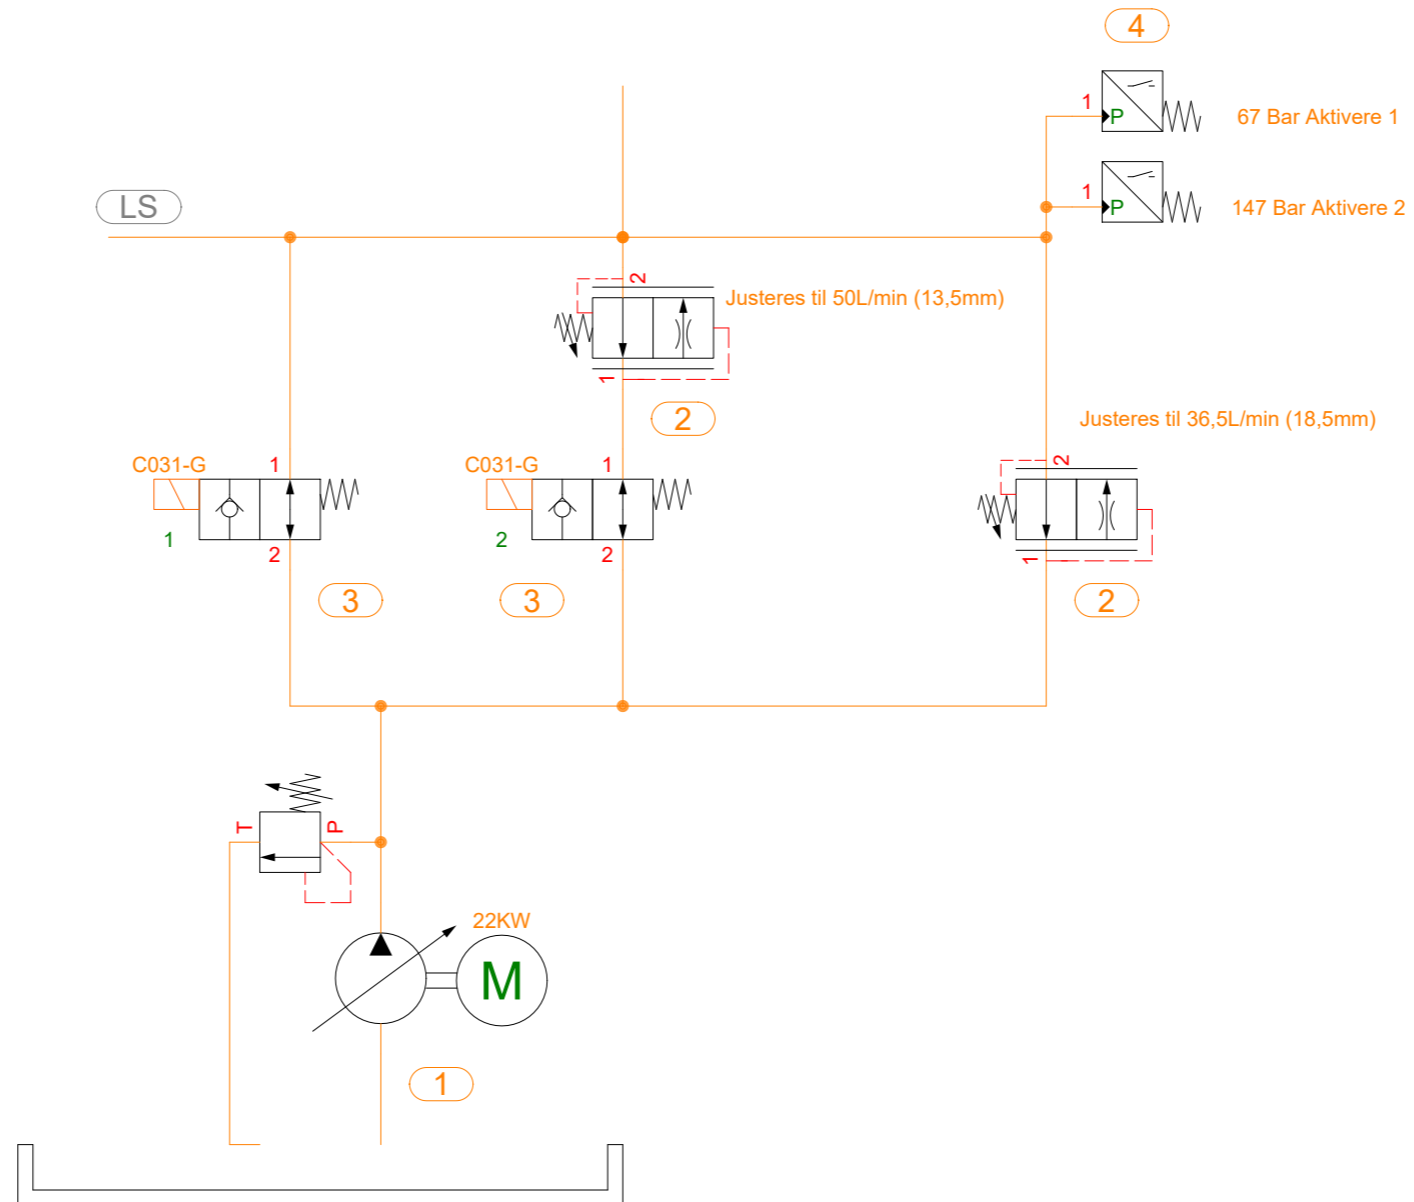 4
1
P
67 Bar Aktivere 1
1
P
147 Bar Aktivere 2
LS
2
Justeres til 50L/min (13,5mm)
1
2
Justeres til 36,5L/min (18,5mm)
C031-G
1
1
2
3
C031-G
1
2
2
3
2
1
2
T
P
22KW
M
1